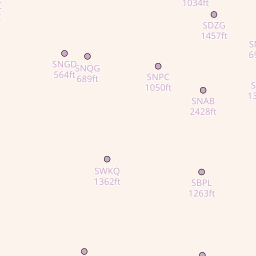 1034ft
SDZG
1457ft
SNGD
564ft
SNQG
689ft
SNPC
1050ft
SNAB
2428ft
SWKQ
1362ft
SBPL
1263ft